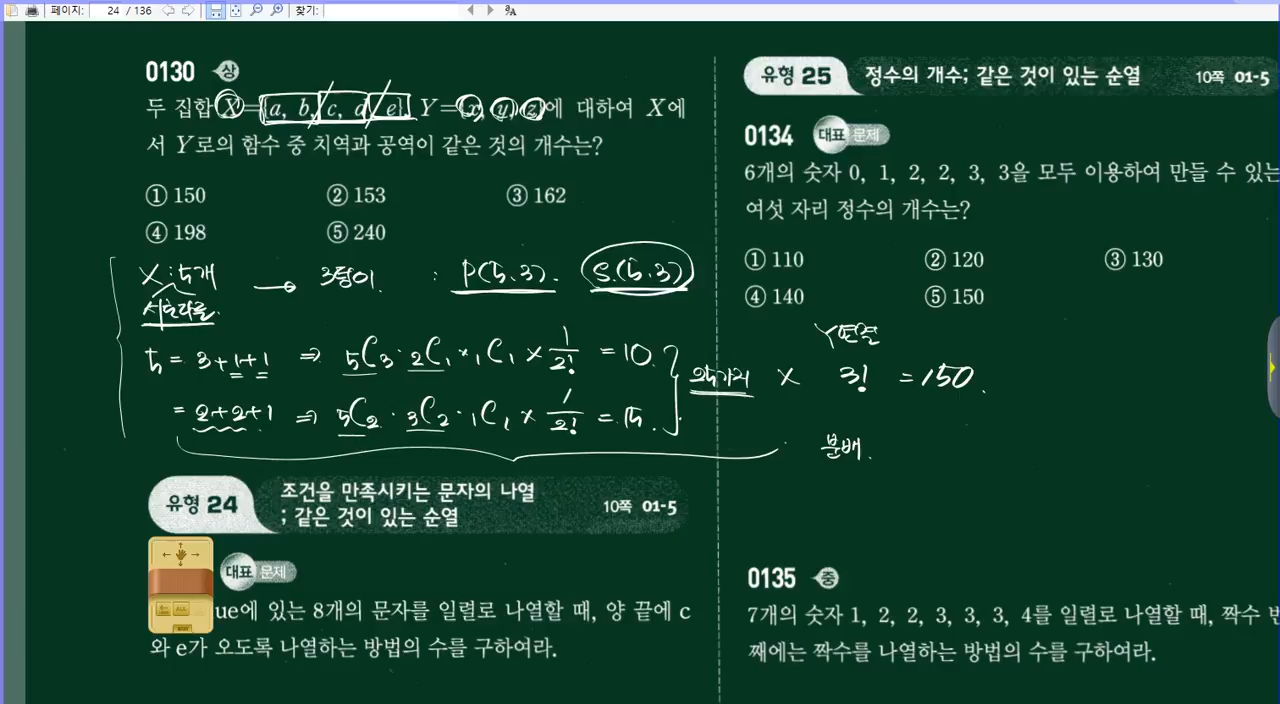 페이지: 24 / 136 찾기:
0130 상
두 집합 X={a, b, c, d, e}, Y={x, y, z}에 대하여 X에
서 Y로의 함수 중 치역과 공역이 같은 것의 개수는?
① 150 ② 153 ③ 162
④ 198 ⑤ 240
X : 5개 → 3덩이 : P(5.3). S(5.3)
서로다른
5 = 3+1+1 ⇒ 5C3 · 2C1 × 1C1 × 1/2! = 10.
= 2+2+1 ⇒ 5C2 · 3C2 · 1C1 × 1/2! = 15.
× 3! = 150.
분배.
유형 24 조건을 만족시키는 문자의 나열
; 같은 것이 있는 순열 10쪽 01-5
대표 문제
ue에 있는 8개의 문자를 일렬로 나열할 때, 양 끝에 c
와 e가 오도록 나열하는 방법의 수를 구하여라.
유형 25 정수의 개수; 같은 것이 있는 순열 10쪽 01-5
0134 대표 문제
6개의 숫자 0, 1, 2, 2, 3, 3을 모두 이용하여 만들 수 있는
여섯 자리 정수의 개수는?
① 110 ② 120 ③ 130
④ 140 ⑤ 150
0135 중
7개의 숫자 1, 2, 2, 3, 3, 3, 4를 일렬로 나열할 때, 짝수 번
째에는 짝수를 나열하는 방법의 수를 구하여라.